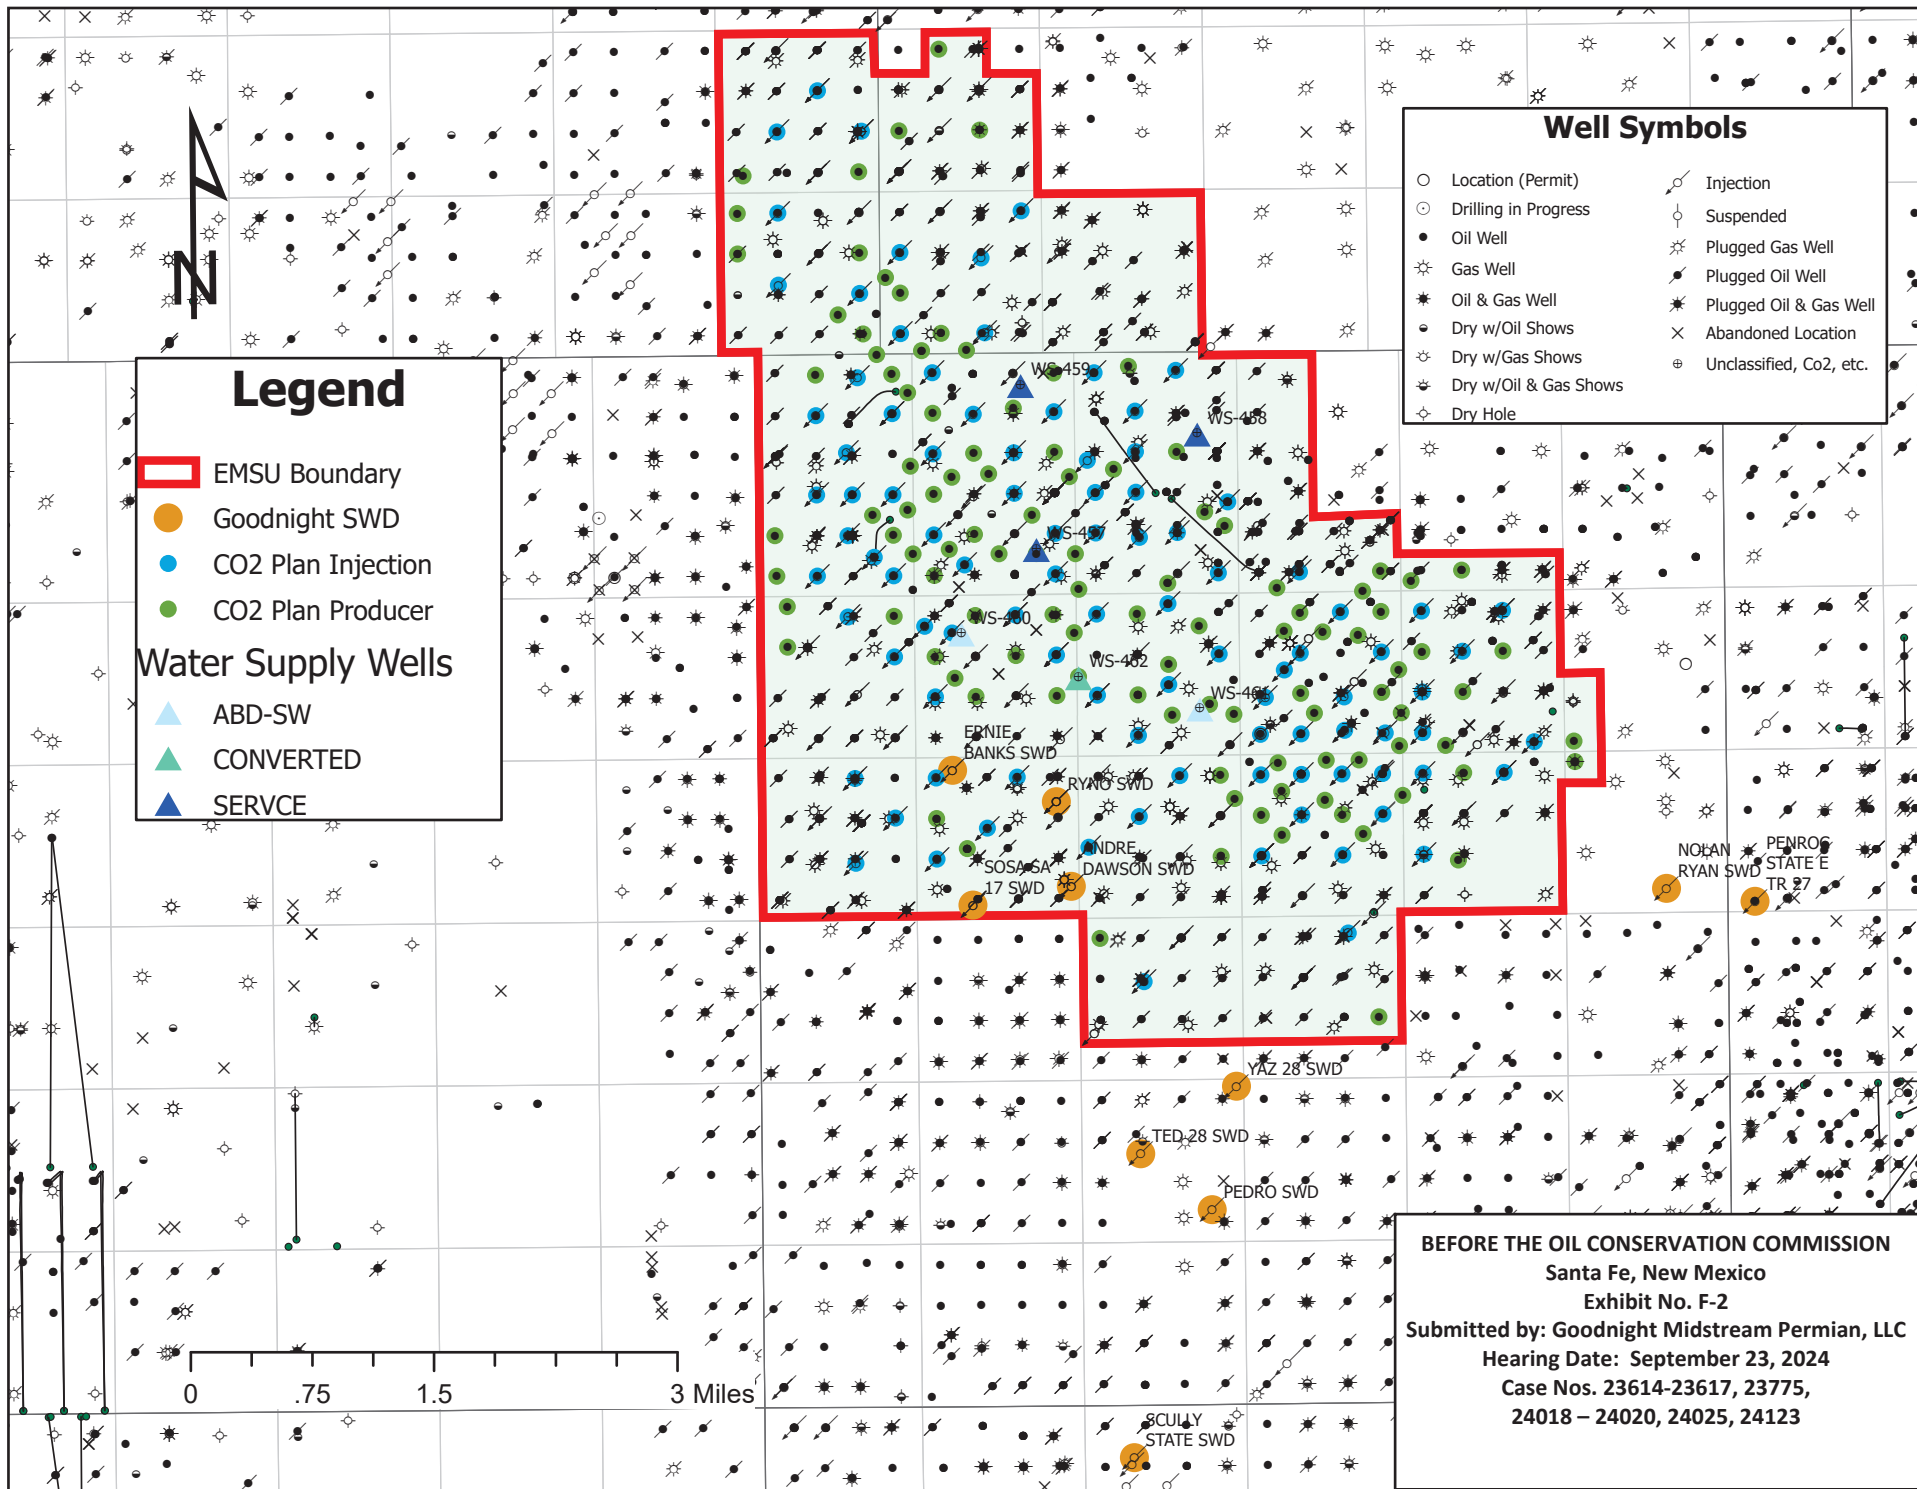 Well Symbols
Location (Permit)
Drilling in Progress
Oil Well
Gas Well
Oil & Gas Well
Dry w/Oil Shows
Dry w/Gas Shows
Dry w/Oil & Gas Shows
Dry Hole
Injection
Suspended
Plugged Gas Well
Plugged Oil Well
Plugged Oil & Gas Well
Abandoned Location
Unclassified, Co2, etc.
N
Legend
EMSU Boundary
Goodnight SWD
CO2 Plan Injection
CO2 Plan Producer
Water Supply Wells
ABD-SW
CONVERTED
SERVCE
WS-459
WS-458
WS-457
WS-460
WS-462
WS-461
ERNIE
BANKS SWD
RYNO SWD
ANDRE
DAWSON SWD
SOSA SA
17 SWD
NOLAN
RYAN SWD
PENROC
STATE E
TR 27
YAZ 28 SWD
TED 28 SWD
PEDRO SWD
SCULLY
STATE SWD
0 .75 1.5 3 Miles
BEFORE THE OIL CONSERVATION COMMISSION
Santa Fe, New Mexico
Exhibit No. F-2
Submitted by: Goodnight Midstream Permian, LLC
Hearing Date: September 23, 2024
Case Nos. 23614-23617, 23775,
24018 – 24020, 24025, 24123